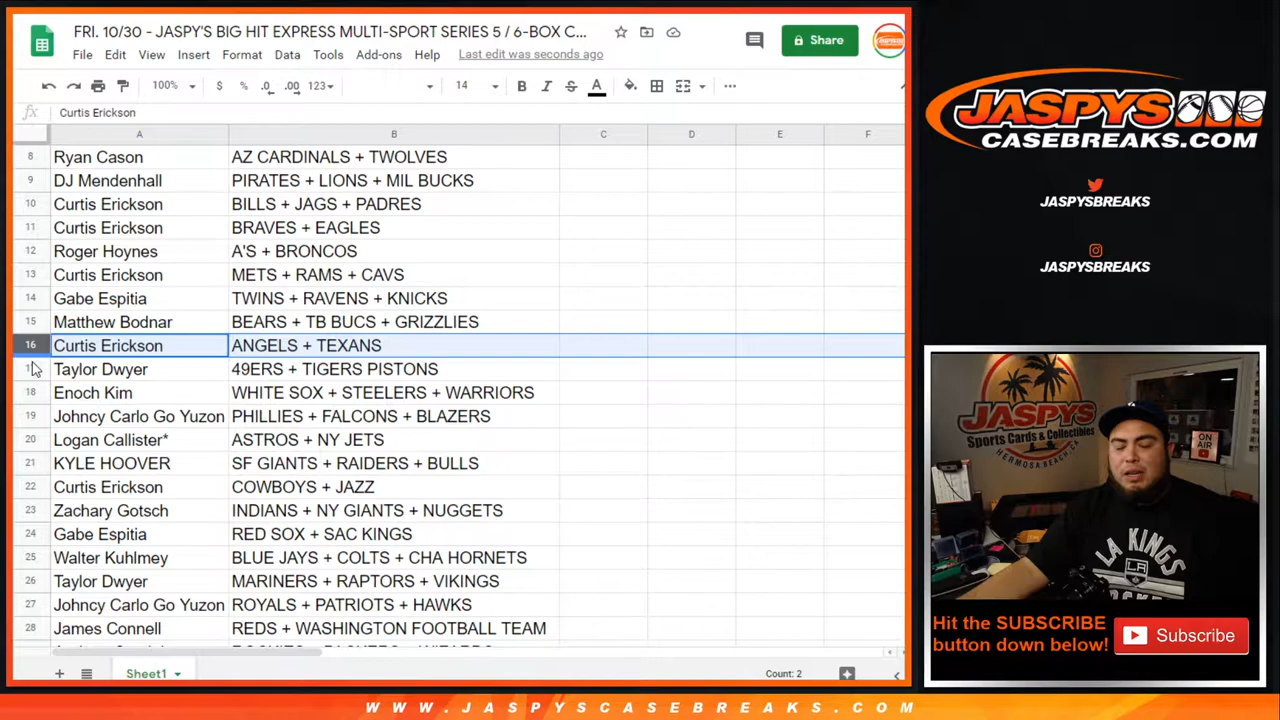 FRI. 10/30 - JASPY'S BIG HIT EXPRESS MULTI-SPORT SERIES 5 / 6-BOX C...
File Edit View Insert Format Data Tools Add-ons Help Last edit was seconds ago
Share
100% $ % .0 .00 123 14 B I S A
fx Curtis Erickson
A B C D E F
8 Ryan Cason AZ CARDINALS + TWOLVES
9 DJ Mendenhall PIRATES + LIONS + MIL BUCKS
10 Curtis Erickson BILLS + JAGS + PADRES
11 Curtis Erickson BRAVES + EAGLES
12 Roger Hoynes A'S + BRONCOS
13 Curtis Erickson METS + RAMS + CAVS
14 Gabe Espitia TWINS + RAVENS + KNICKS
15 Matthew Bodnar BEARS + TB BUCS + GRIZZLIES
16 Curtis Erickson ANGELS + TEXANS
Taylor Dwyer 49ERS + TIGERS PISTONS
18 Enoch Kim WHITE SOX + STEELERS + WARRIORS
19 Johncy Carlo Go Yuzon PHILLIES + FALCONS + BLAZERS
20 Logan Callister* ASTROS + NY JETS
21 KYLE HOOVER SF GIANTS + RAIDERS + BULLS
22 Curtis Erickson COWBOYS + JAZZ
23 Zachary Gotsch INDIANS + NY GIANTS + NUGGETS
24 Gabe Espitia RED SOX + SAC KINGS
25 Walter Kuhlmey BLUE JAYS + COLTS + CHA HORNETS
26 Taylor Dwyer MARINERS + RAPTORS + VIKINGS
27 Johncy Carlo Go Yuzon ROYALS + PATRIOTS + HAWKS
28 James Connell REDS + WASHINGTON FOOTBALL TEAM
Sheet1
Count: 2
JASPYS
CASEBREAKS.COM
JASPYSBREAKS
JASPYSBREAKS
JASPYS
Sports Cards & Collectibles
HERMOSA BEACH, CA
ON AIR
LA KINGS
LA
Hit the SUBSCRIBE
button down below!
Subscribe
WWW.JASPYSCASEBREAKS.COM